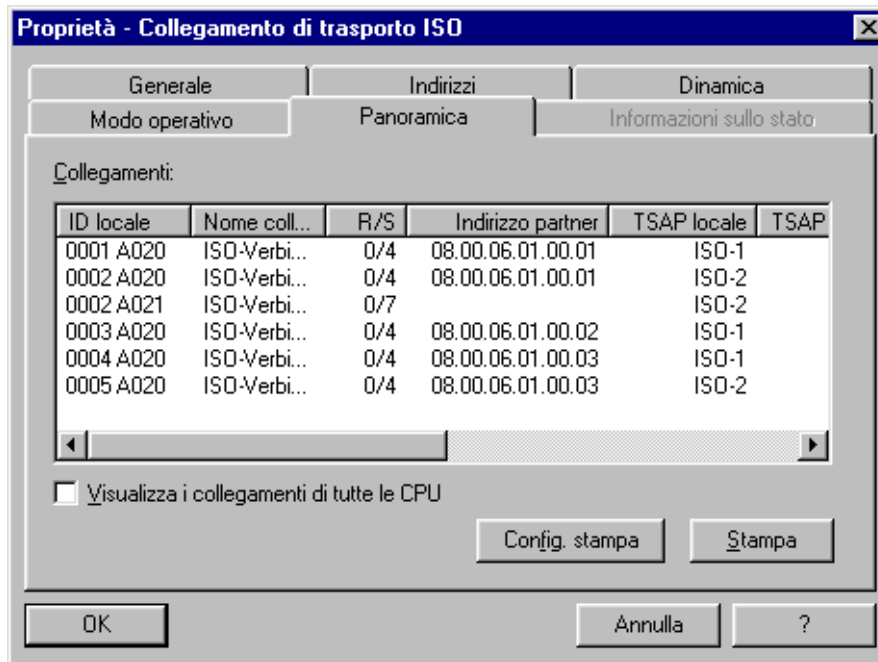 Proprietà - Collegamento di trasporto ISO
Generale Indirizzi Dinamica
Modo operativo Panoramica Informazioni sullo stato
Collegamenti:
ID locale Nome coll... R/S Indirizzo partner TSAP locale TSAP
0001 A020 ISO-Verbi... 0/4 08.00.06.01.00.01 ISO-1
0002 A020 ISO-Verbi... 0/4 08.00.06.01.00.01 ISO-2
0002 A021 ISO-Verbi... 0/7 ISO-2
0003 A020 ISO-Verbi... 0/4 08.00.06.01.00.02 ISO-1
0004 A020 ISO-Verbi... 0/4 08.00.06.01.00.03 ISO-1
0005 A020 ISO-Verbi... 0/4 08.00.06.01.00.03 ISO-2
Visualizza i collegamenti di tutte le CPU
Config. stampa Stampa
OK Annulla ?